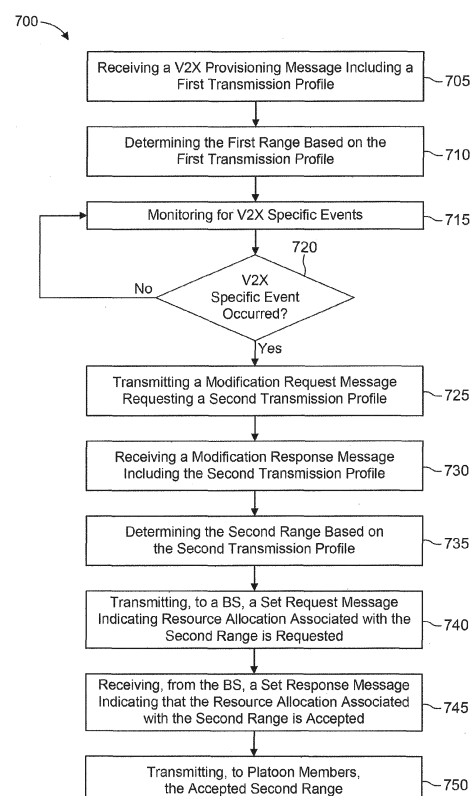 700
Receiving a V2X Provisioning Message Including a
First Transmission Profile
705
Determining the First Range Based on the
First Transmission Profile
710
Monitoring for V2X Specific Events
715
720
V2X
Specific Event
Occurred?
No
Yes
Transmitting a Modification Request Message
Requesting a Second Transmission Profile
725
Receiving a Modification Response Message
Including the Second Transmission Profile
730
Determining the Second Range Based on
the Second Transmission Profile
735
Transmitting, to a BS, a Set Request Message
Indicating Resource Allocation Associated with the
Second Range is Requested
740
Receiving, from the BS, a Set Response Message
Indicating that the Resource Allocation Associated
with the Second Range is Accepted
745
Transmitting, to Platoon Members,
the Accepted Second Range
750